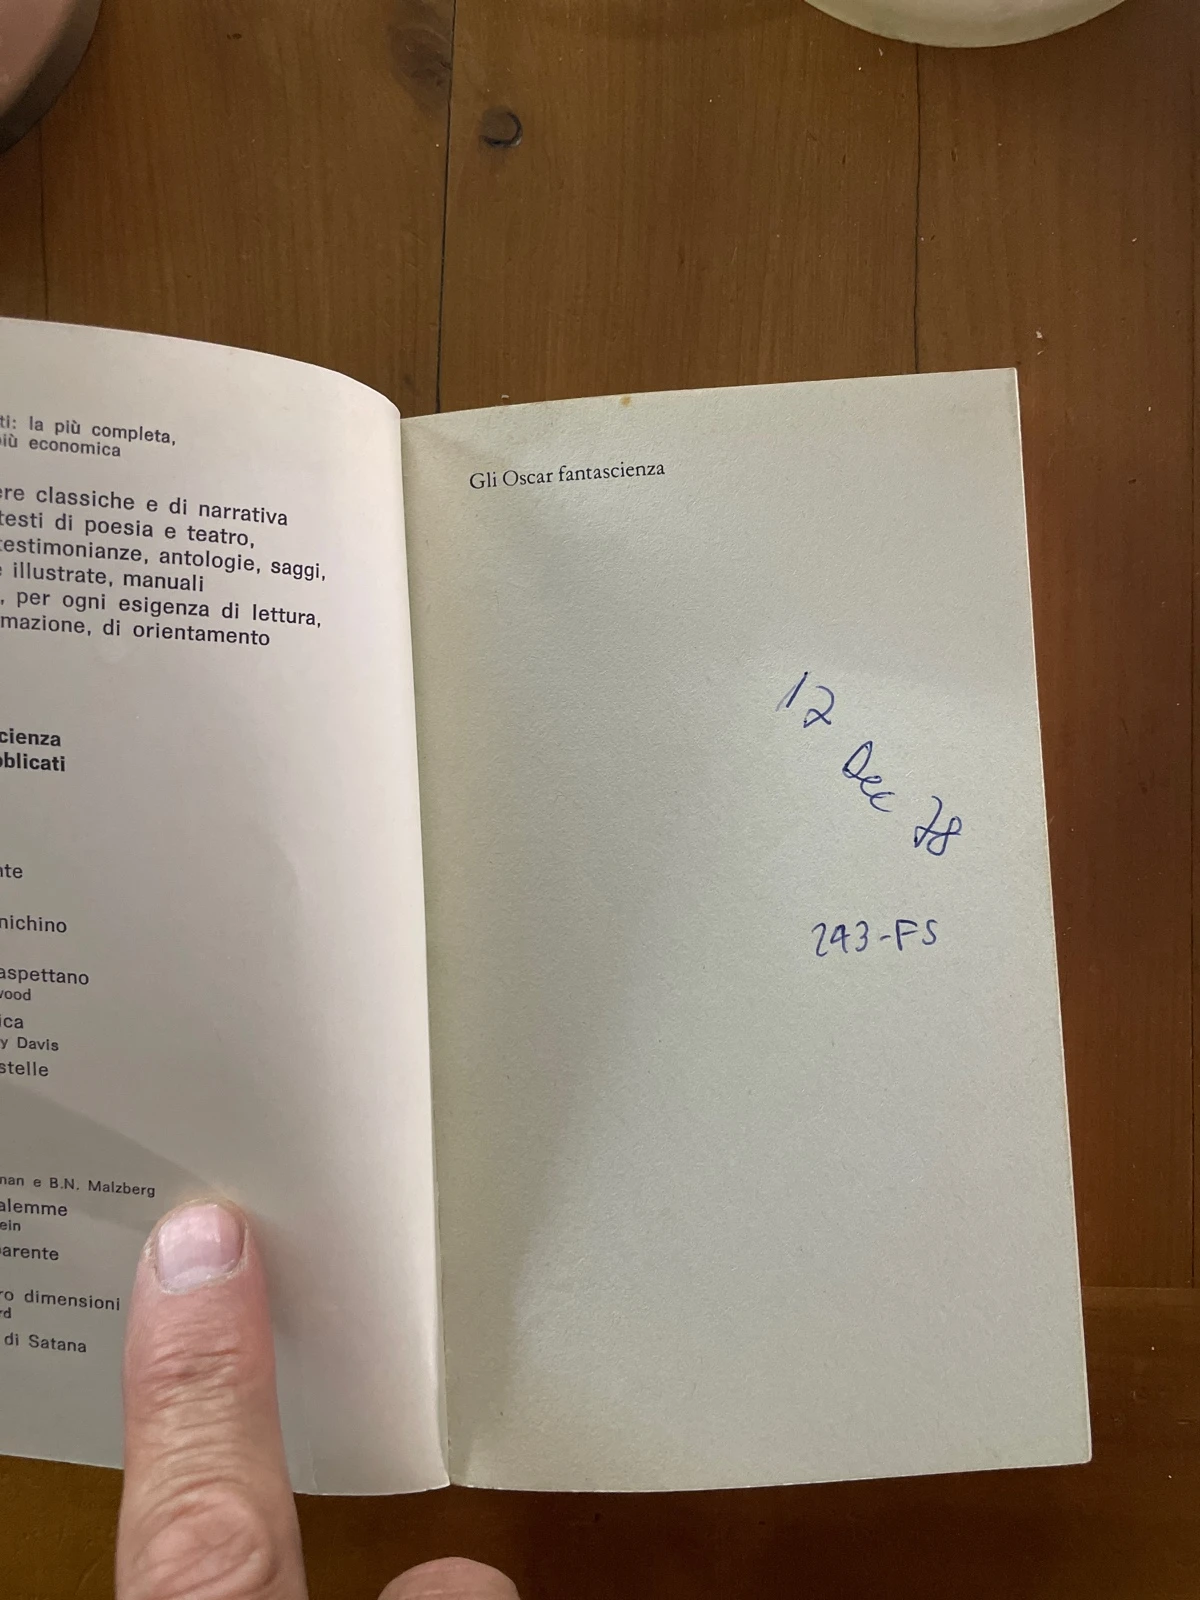 ti: la più completa,
iù economica
ere classiche e di narrativa
testi di poesia e teatro,
testimonianze, antologie, saggi,
e illustrate, manuali
, per ogni esigenza di lettura,
mazione, di orientamento
cienza
bblicati
nte
nichino
aspettano
wood
ica
y Davis
stelle
man e B.N. Malzberg
alemme
ein
parente
ro dimensioni
rd
di Satana
Gli Oscar fantascienza
12
Dec 78
243-FS